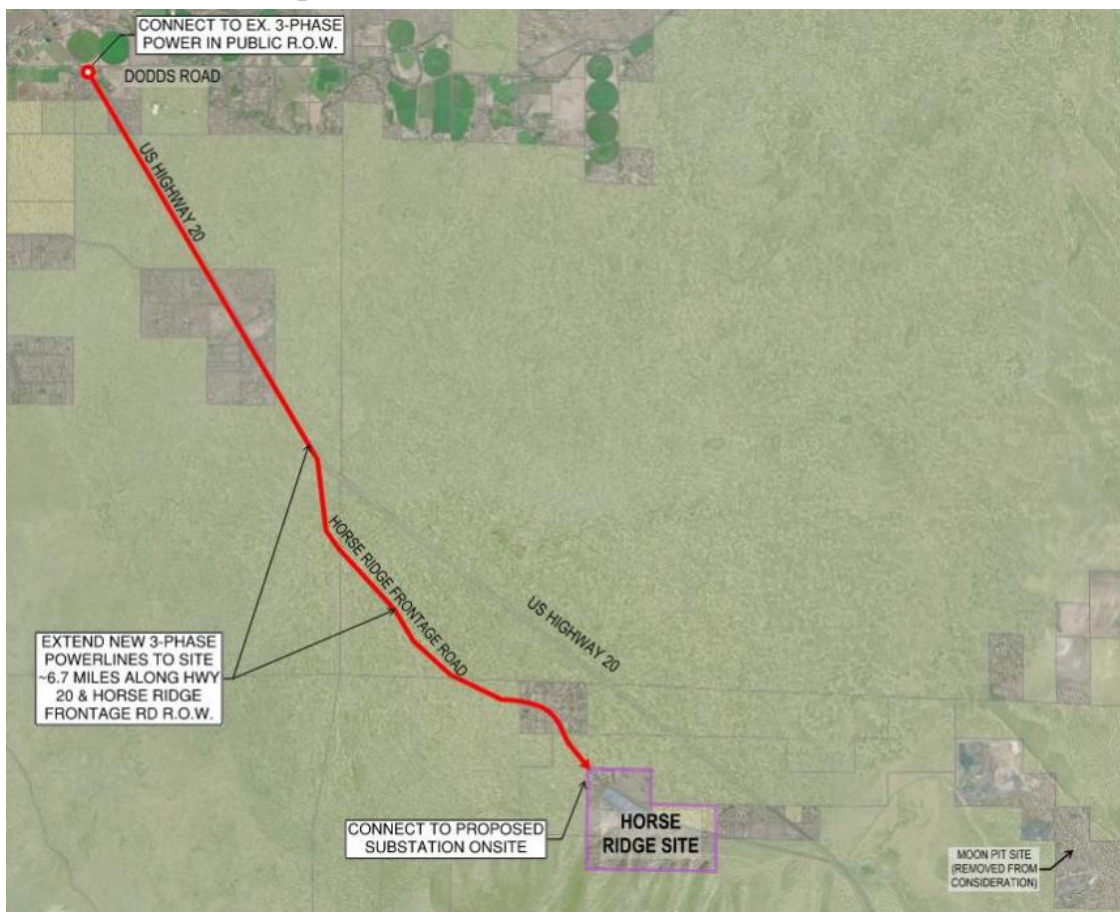 CONNECT TO EX. 3-PHASE
POWER IN PUBLIC R.O.W.
DODDS ROAD
US HIGHWAY 20
HORSE RIDGE FRONTAGE ROAD
US HIGHWAY 20
EXTEND NEW 3-PHASE
POWERLINES TO SITE
~6.7 MILES ALONG HWY
20 & HORSE RIDGE
FRONTAGE RD R.O.W.
CONNECT TO PROPOSED
SUBSTATION ONSITE
HORSE
RIDGE SITE
MOON PIT SITE
(REMOVED FROM
CONSIDERATION)